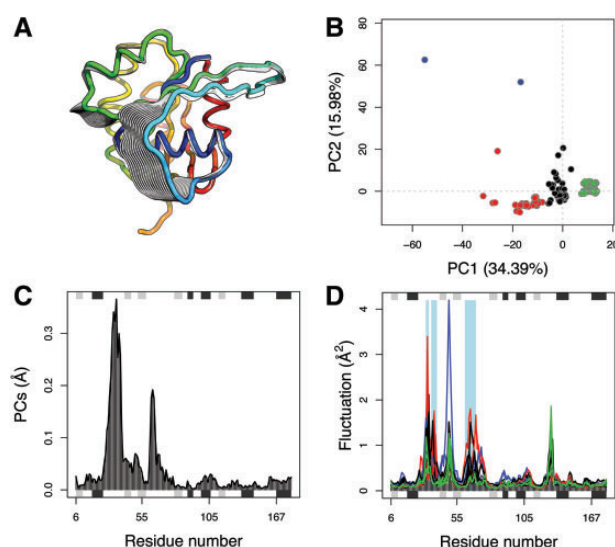 A
B
PC2 (15.98%)
80
60
40
20
0
−60
−40
−20
0
20
PC1 (34.39%)
C
PCs (Å)
0.3
0.2
0.1
0.0
6
55
105
167
Residue number
D
Fluctuation (Å²)
4
3
2
1
0
6
55
105
167
Residue number